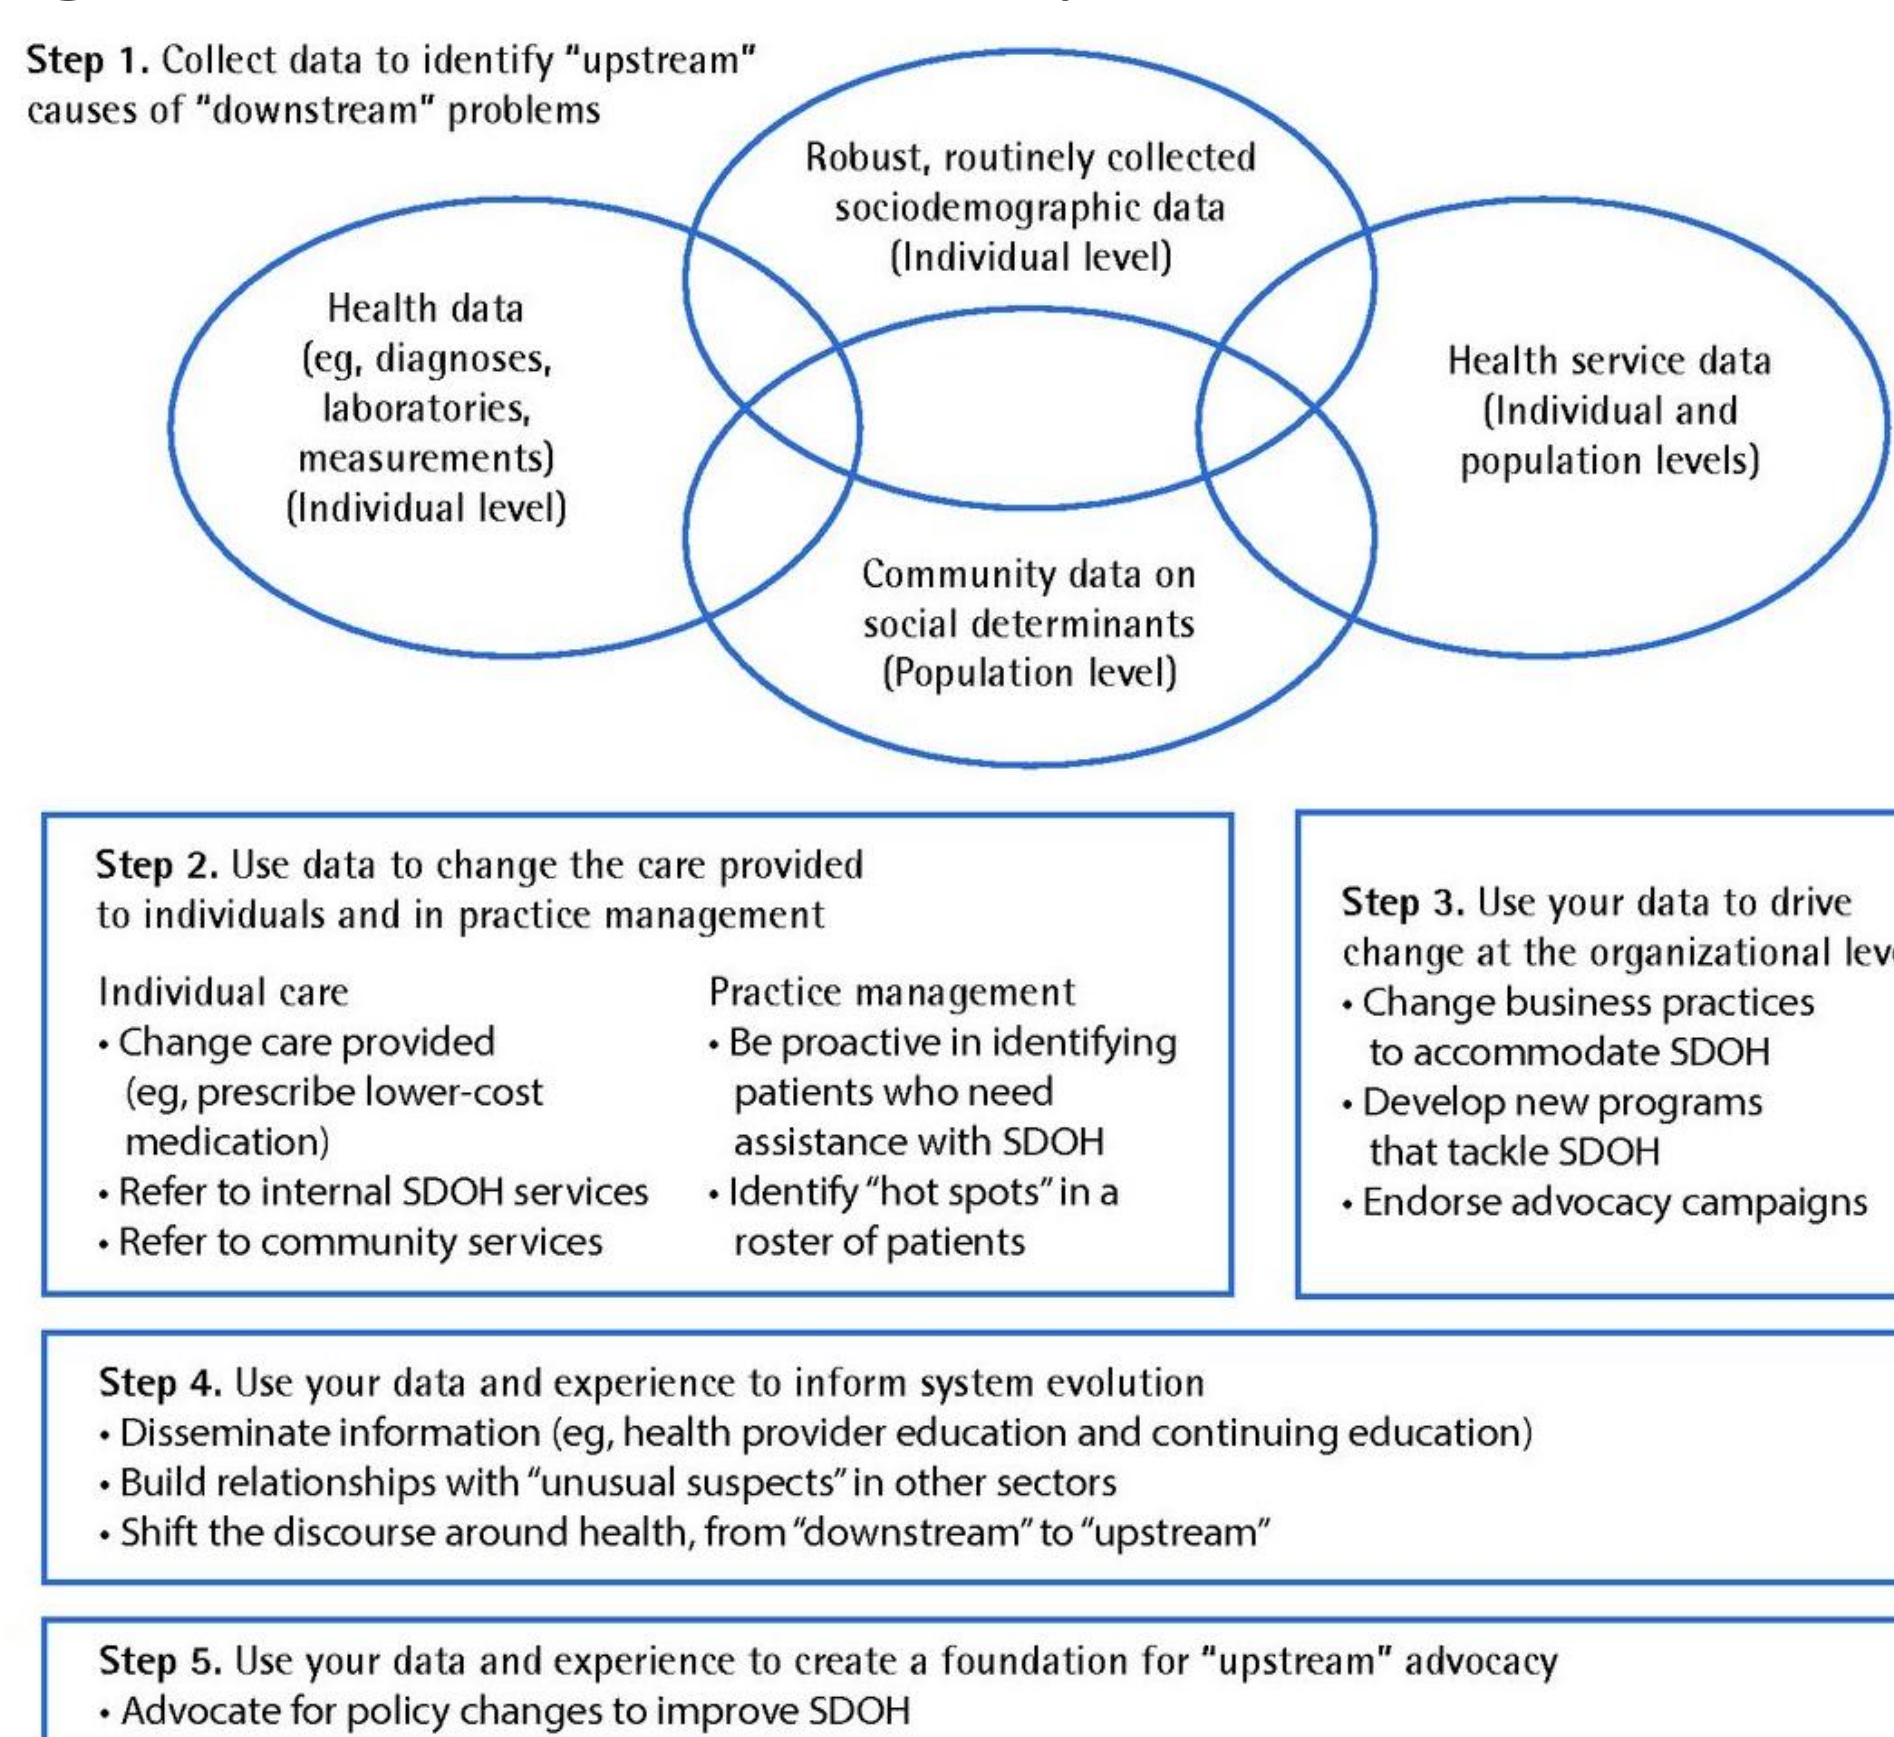 Step 1. Collect data to identify "upstream"
causes of "downstream" problems
Robust, routinely collected
sociodemographic data
(Individual level)
Health data
(eg, diagnoses,
laboratories,
measurements)
(Individual level)
Health service data
(Individual and
population levels)
Community data on
social determinants
(Population level)
Step 2. Use data to change the care provided
to individuals and in practice management
Individual care
• Change care provided
(eg, prescribe lower-cost
medication)
• Refer to internal SDOH services
• Refer to community services
Practice management
• Be proactive in identifying
patients who need
assistance with SDOH
• Identify “hot spots” in a
roster of patients
Step 3. Use your data to drive
change at the organizational
• Change business practices
to accommodate SDOH
• Develop new programs
that tackle SDOH
• Endorse advocacy campaigns
Step 4. Use your data and experience to inform system evolution
• Disseminate information (eg, health provider education and continuing education)
• Build relationships with “unusual suspects” in other sectors
• Shift the discourse around health, from “downstream” to “upstream”
Step 5. Use your data and experience to create a foundation for "upstream" advocacy
• Advocate for policy changes to improve SDOH